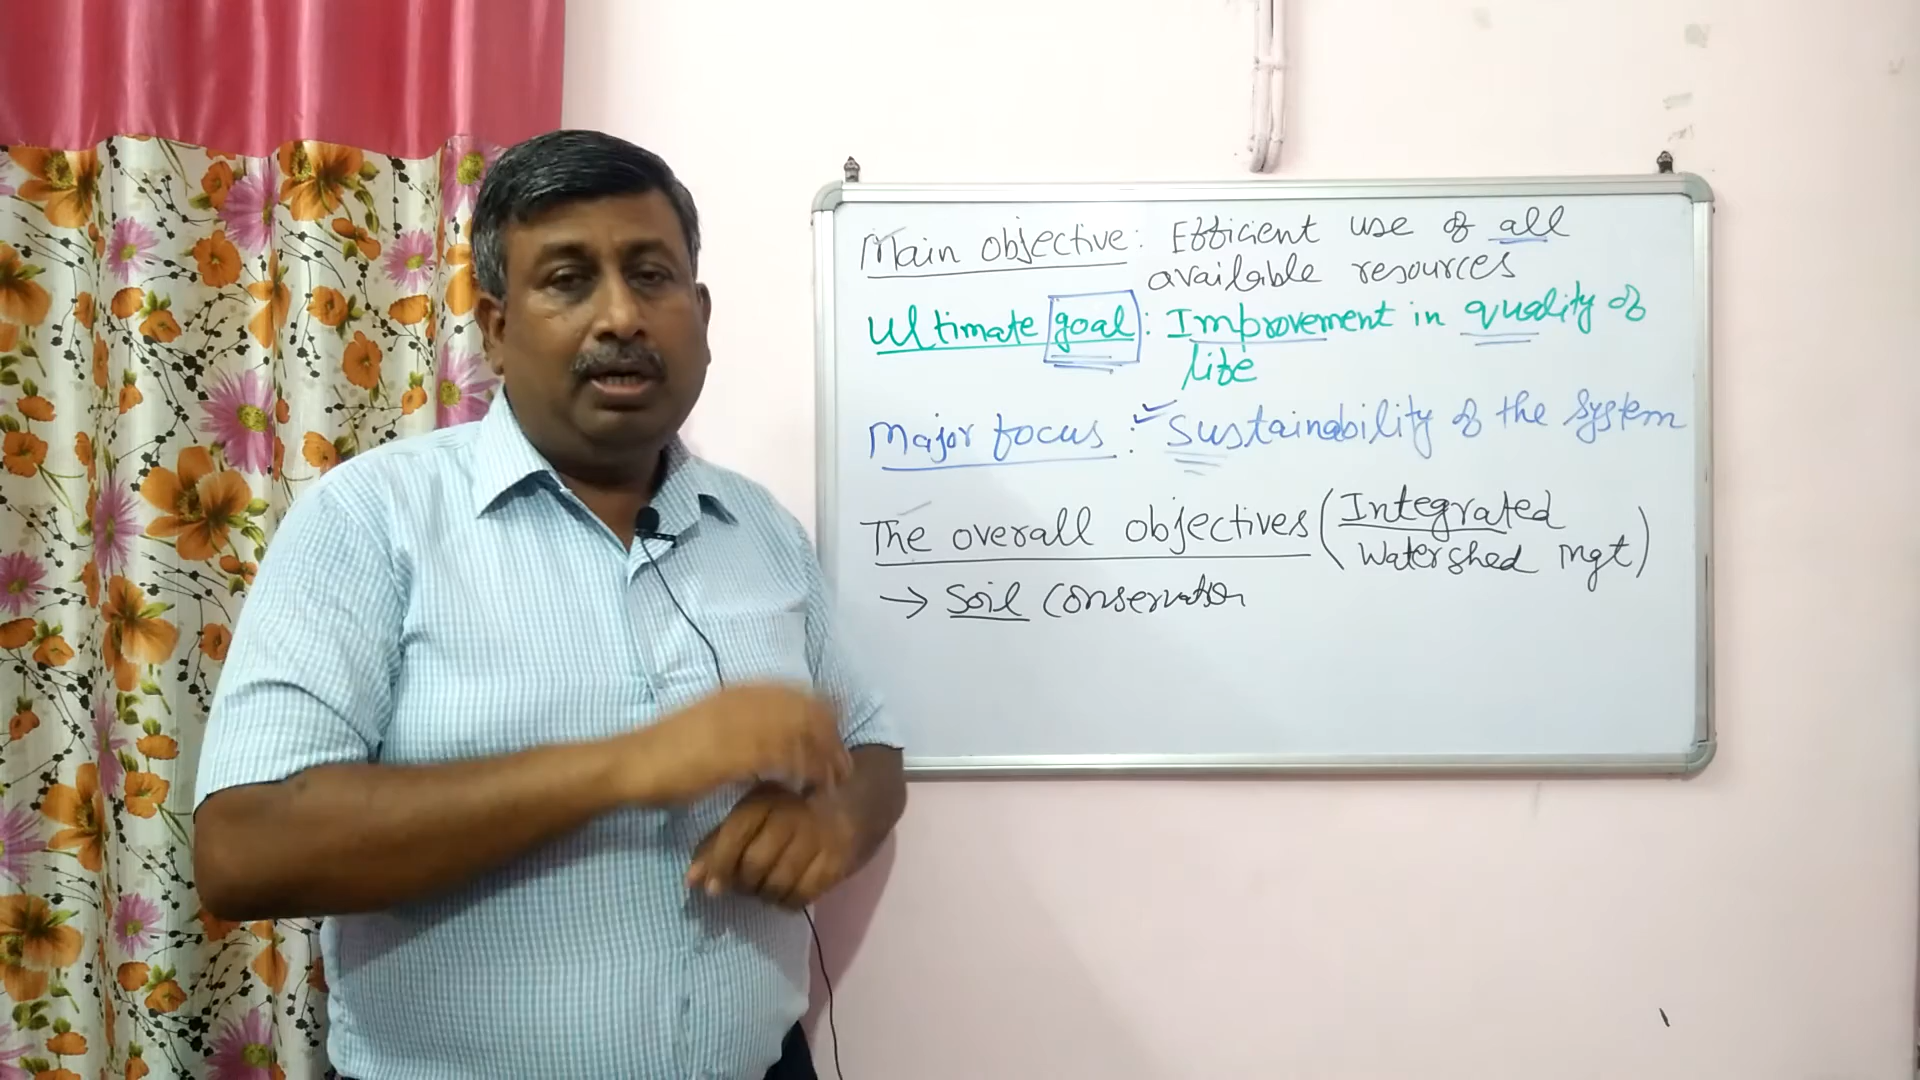 Main objective: Efficient use of all
available resources
Ultimate goal: Improvement in quality of
life
Major focus: Sustainability of the system
The overall objectives (Integrated
Watershed mgt)
→ Soil conservation